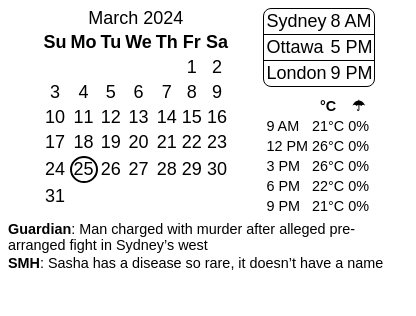 March 2024
Su Mo Tu We Th Fr Sa
1 2
3 4 5 6 7 8 9
10 11 12 13 14 15 16
17 18 19 20 21 22 23
24 25 26 27 28 29 30
31
Sydney 8 AM
Ottawa 5 PM
London 9 PM
°C ☂
9 AM 21°C 0%
12 PM 26°C 0%
3 PM 26°C 0%
6 PM 22°C 0%
9 PM 21°C 0%
Guardian: Man charged with murder after alleged pre-
arranged fight in Sydney’s west
SMH: Sasha has a disease so rare, it doesn’t have a name